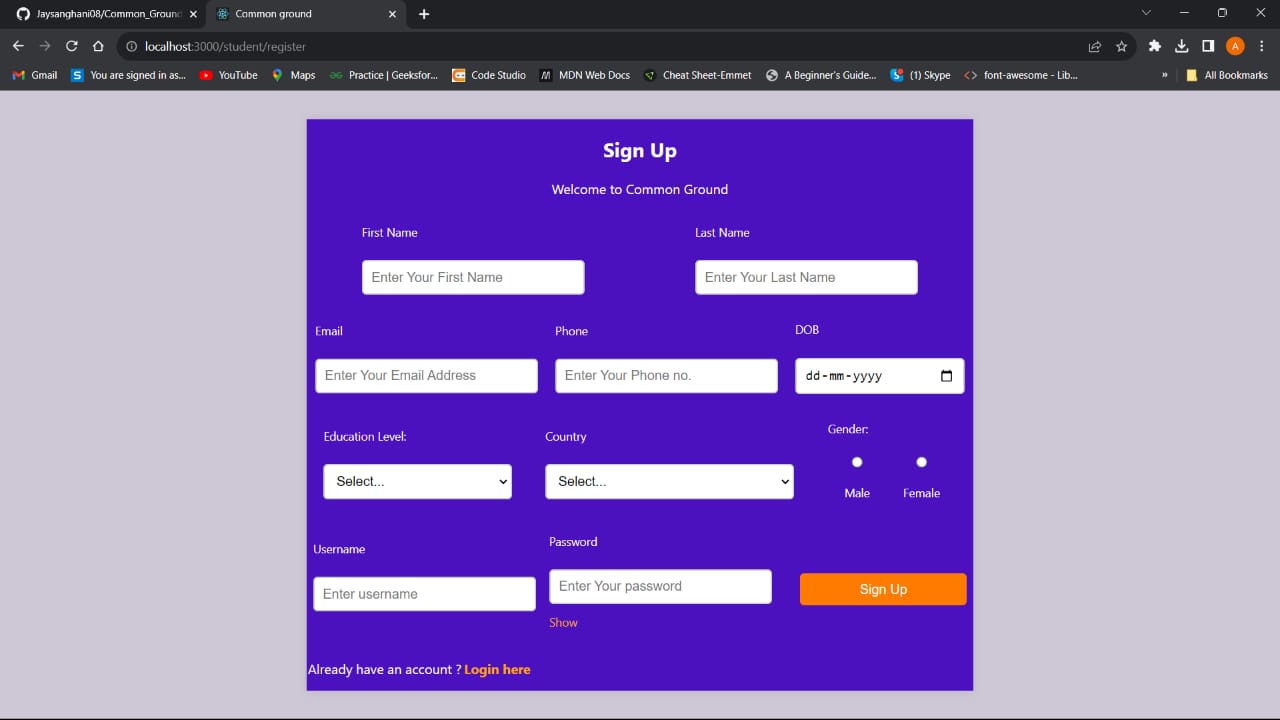 Jaysanghani08/Common_Ground
Common ground
localhost:3000/student/register
A
Gmail
You are signed in as...
YouTube
Maps
Practice | Geeksfor...
Code Studio
MDN Web Docs
Cheat Sheet-Emmet
A Beginner's Guide...
(1) Skype
font-awesome - Lib...
»
All Bookmarks
Sign Up
Welcome to Common Ground
First Name
Last Name
Enter Your First Name
Enter Your Last Name
Email
Phone
DOB
Enter Your Email Address
Enter Your Phone no.
dd-mm-yyyy
Education Level:
Country
Gender:
Select...
Select...
Male
Female
Username
Password
Enter username
Enter Your password
Sign Up
Show
Already have an account ? Login here